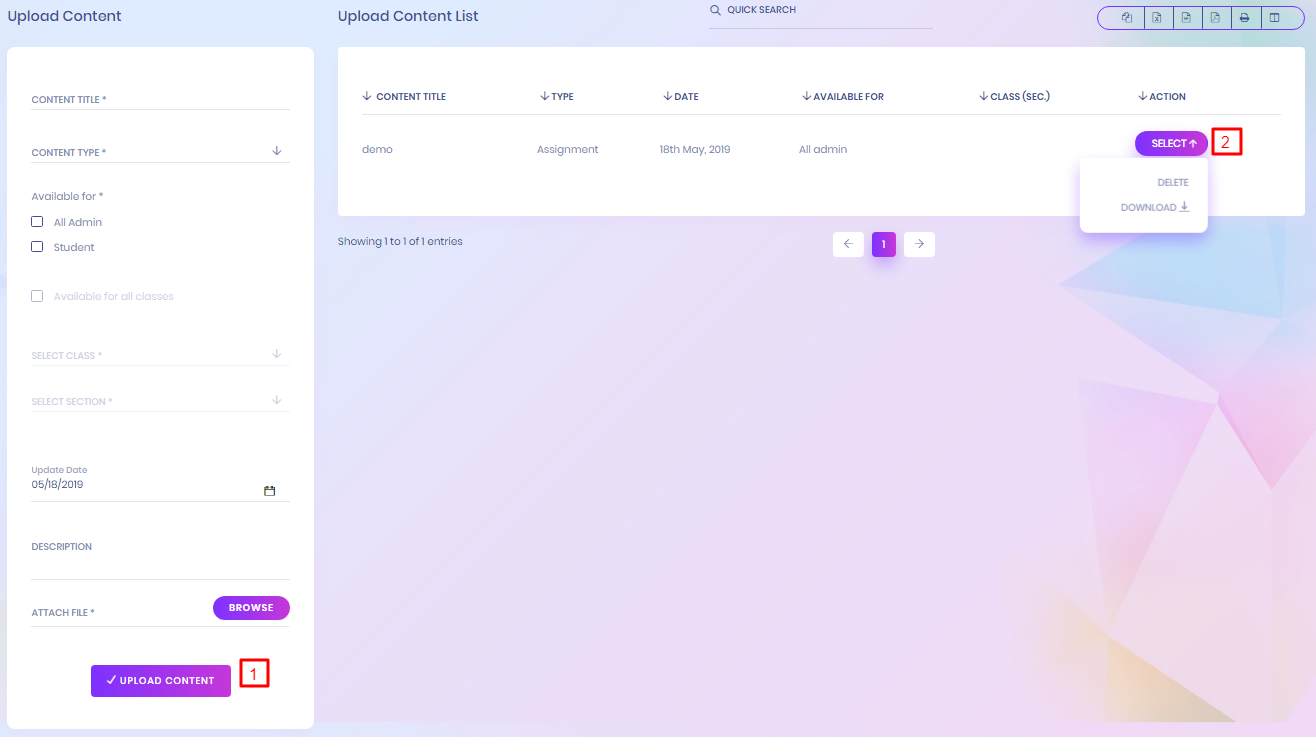 Upload Content
CONTENT TITLE *
CONTENT TYPE *
Available for *
All Admin
Student
Available for all classes
SELECT CLASS *
SELECT SECTION *
Update Date
05/18/2019
DESCRIPTION
ATTACH FILE *
BROWSE
UPLOAD CONTENT
1
Upload Content List
QUICK SEARCH
CONTENT TITLE TYPE DATE AVAILABLE FOR CLASS (SEC.) ACTION
demo Assignment 18th May, 2019 All admin SELECT
2
DELETE
DOWNLOAD
Showing 1 to 1 of 1 entries
1